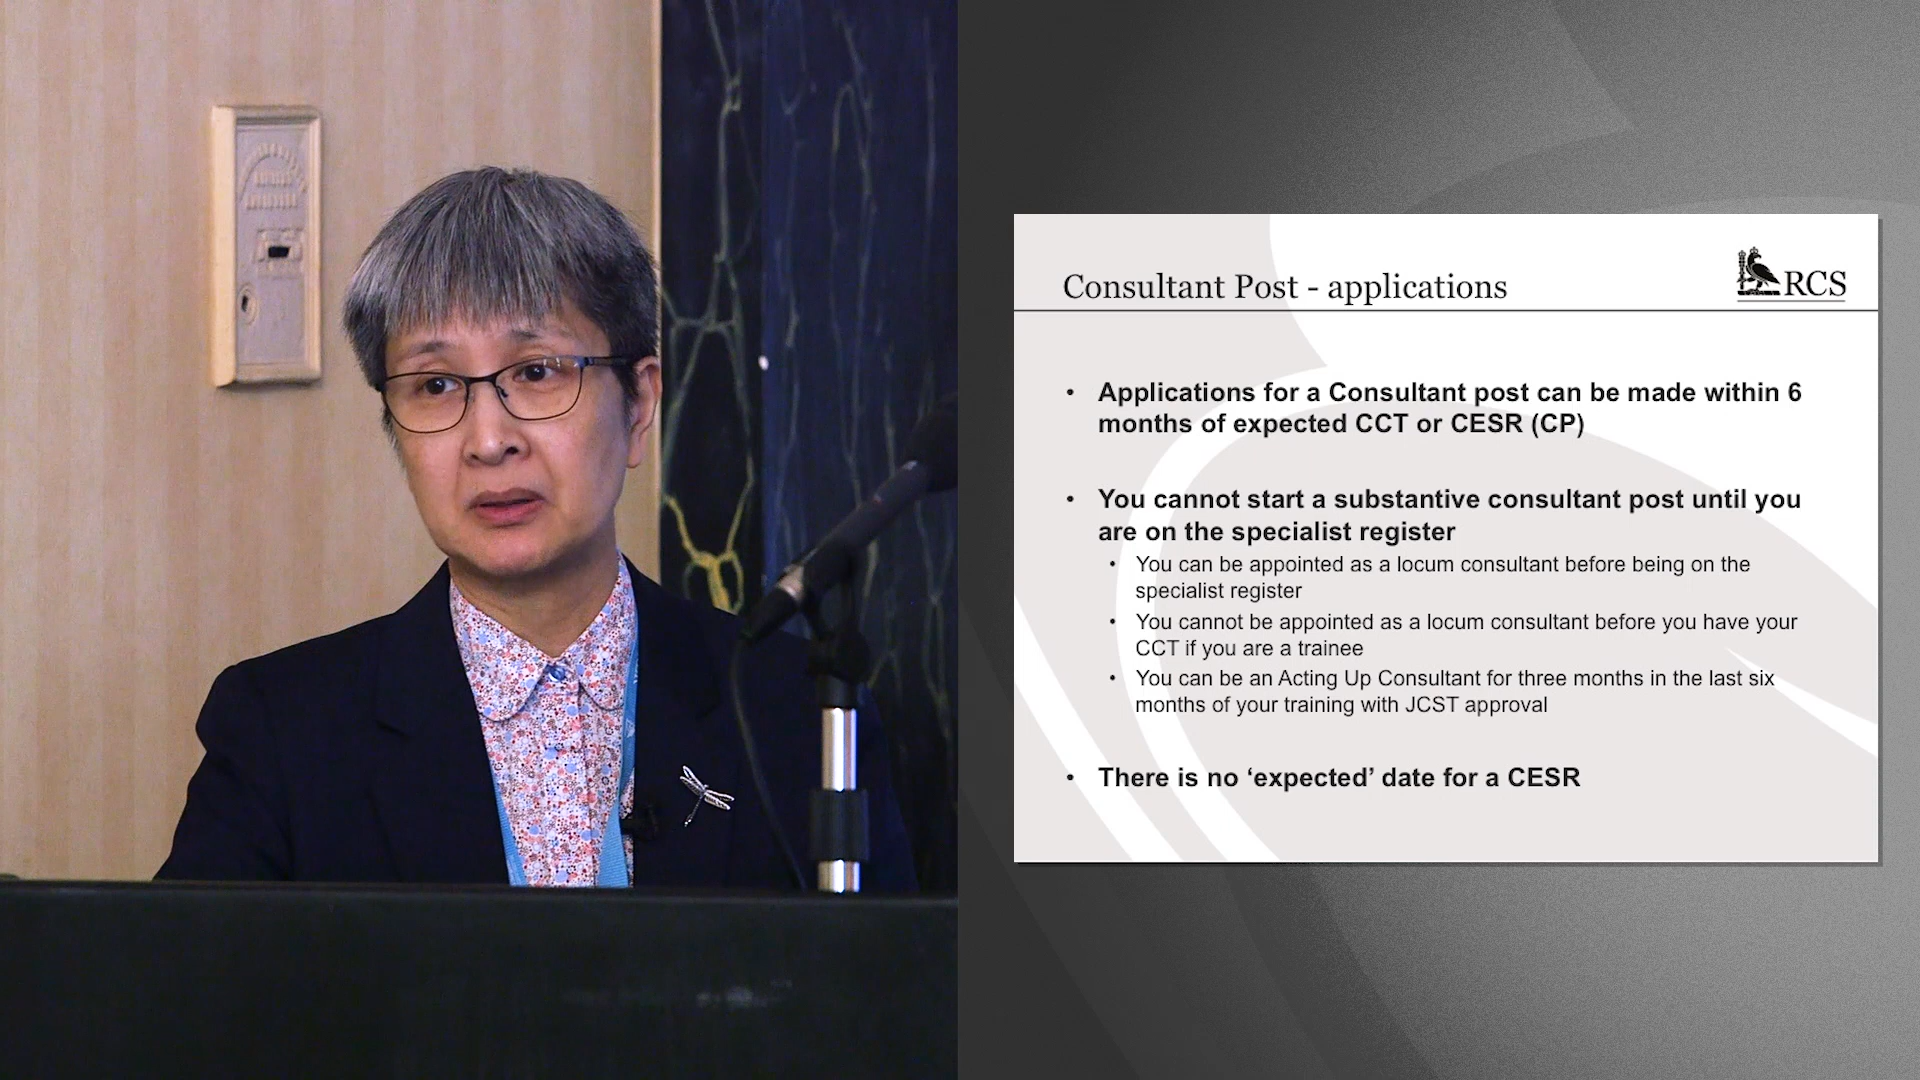 Consultant Post - applications
RCS
• Applications for a Consultant post can be made within 6
months of expected CCT or CESR (CP)
• You cannot start a substantive consultant post until you
are on the specialist register
• You can be appointed as a locum consultant before being on the
specialist register
• You cannot be appointed as a locum consultant before you have your
CCT if you are a trainee
• You can be an Acting Up Consultant for three months in the last six
months of your training with JCST approval
• There is no ‘expected’ date for a CESR